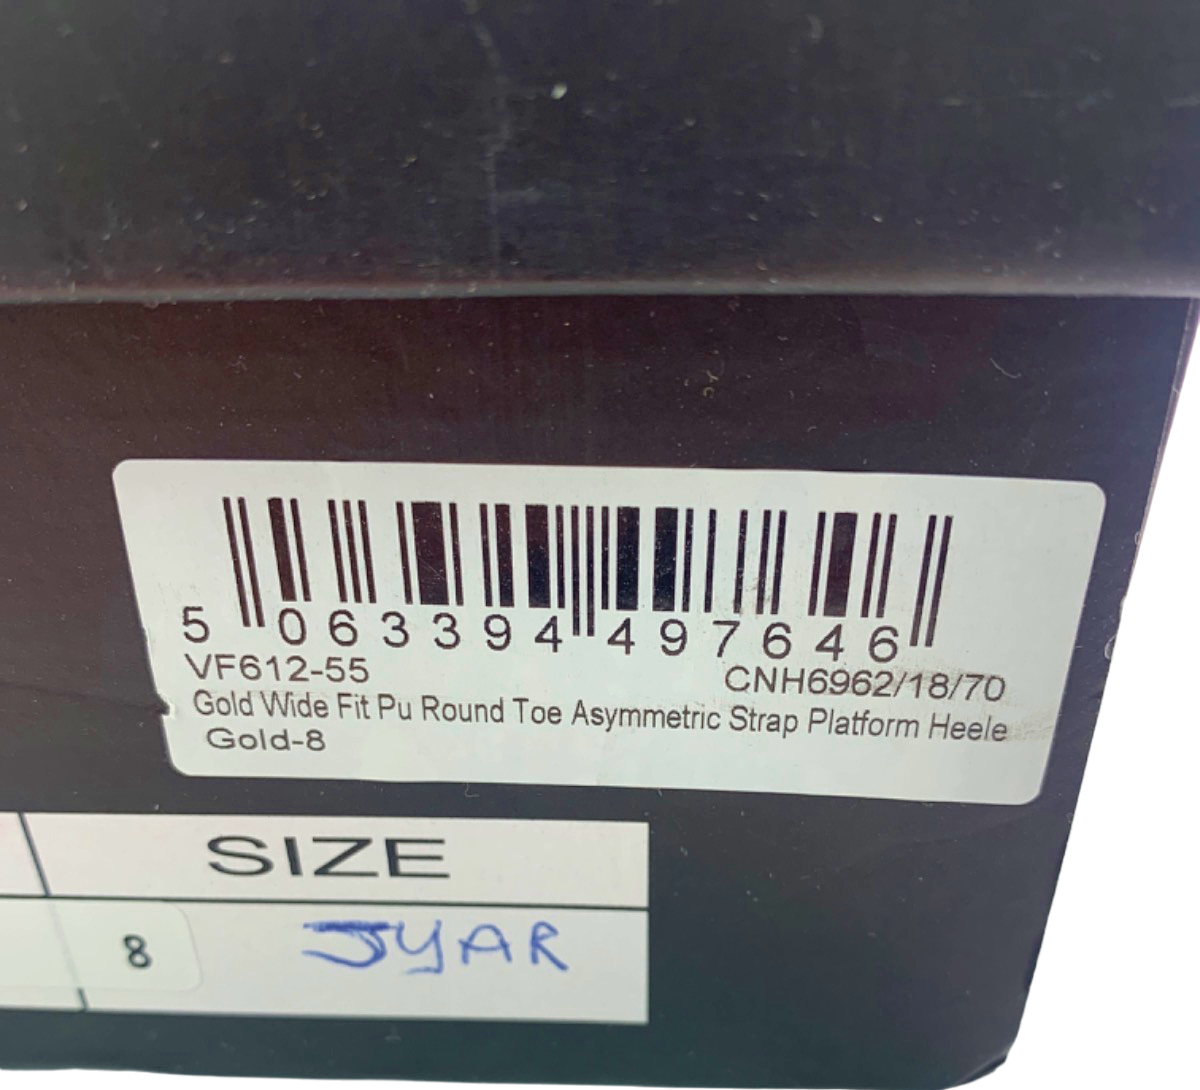 5 063394 497646
VF612-55 CNH6962/18/70
Gold Wide Fit Pu Round Toe Asymmetric Strap Platform Heele
Gold-8
SIZE
8 JYAR